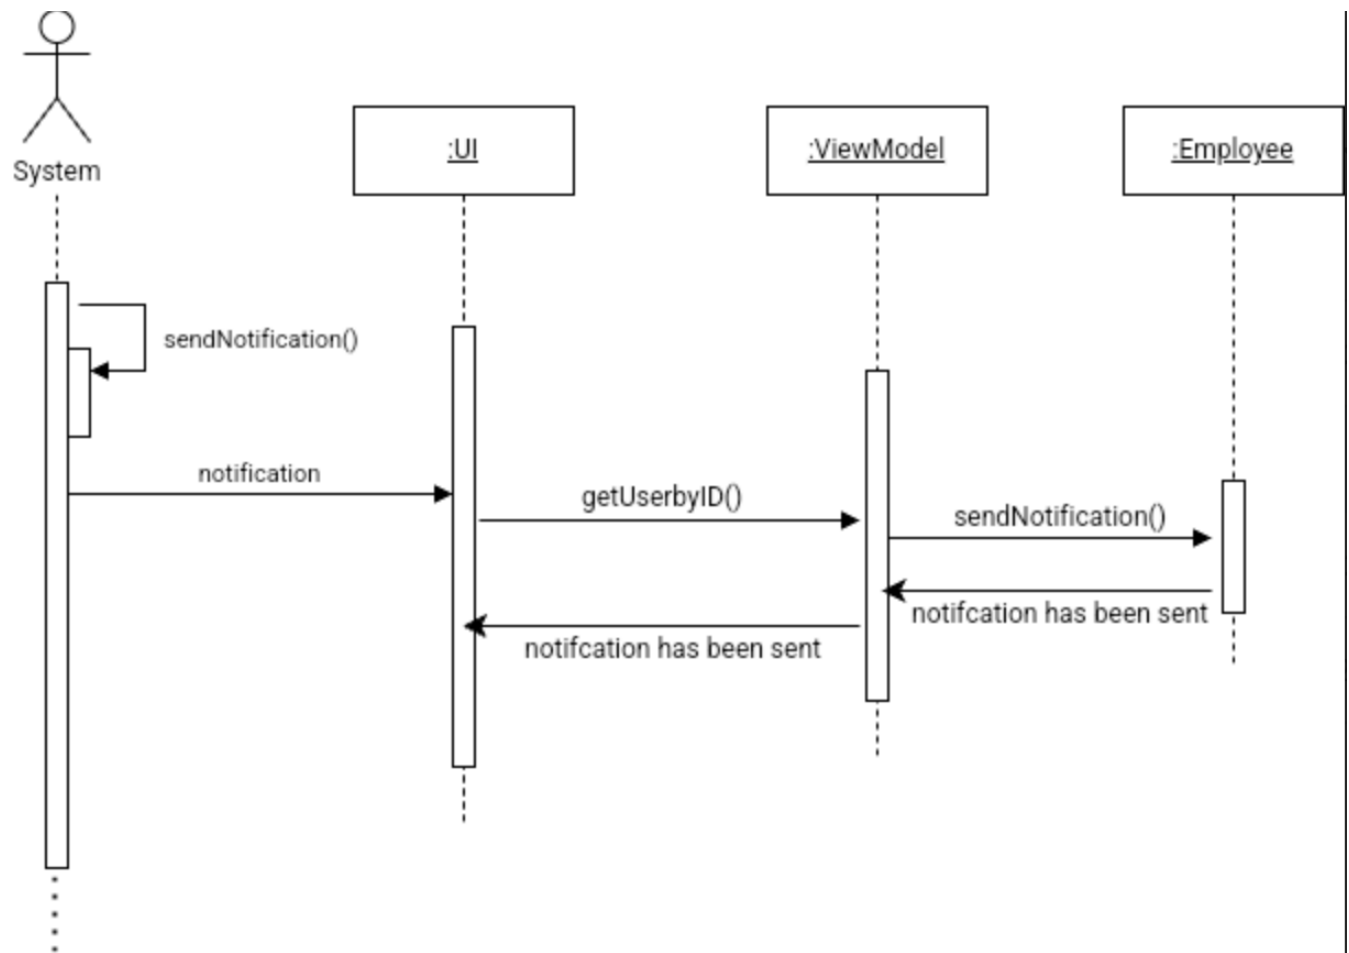 System
:UI
:ViewModel
:Employee
sendNotification()
notification
getUserbyID()
sendNotification()
notifcation has been sent
notifcation has been sent